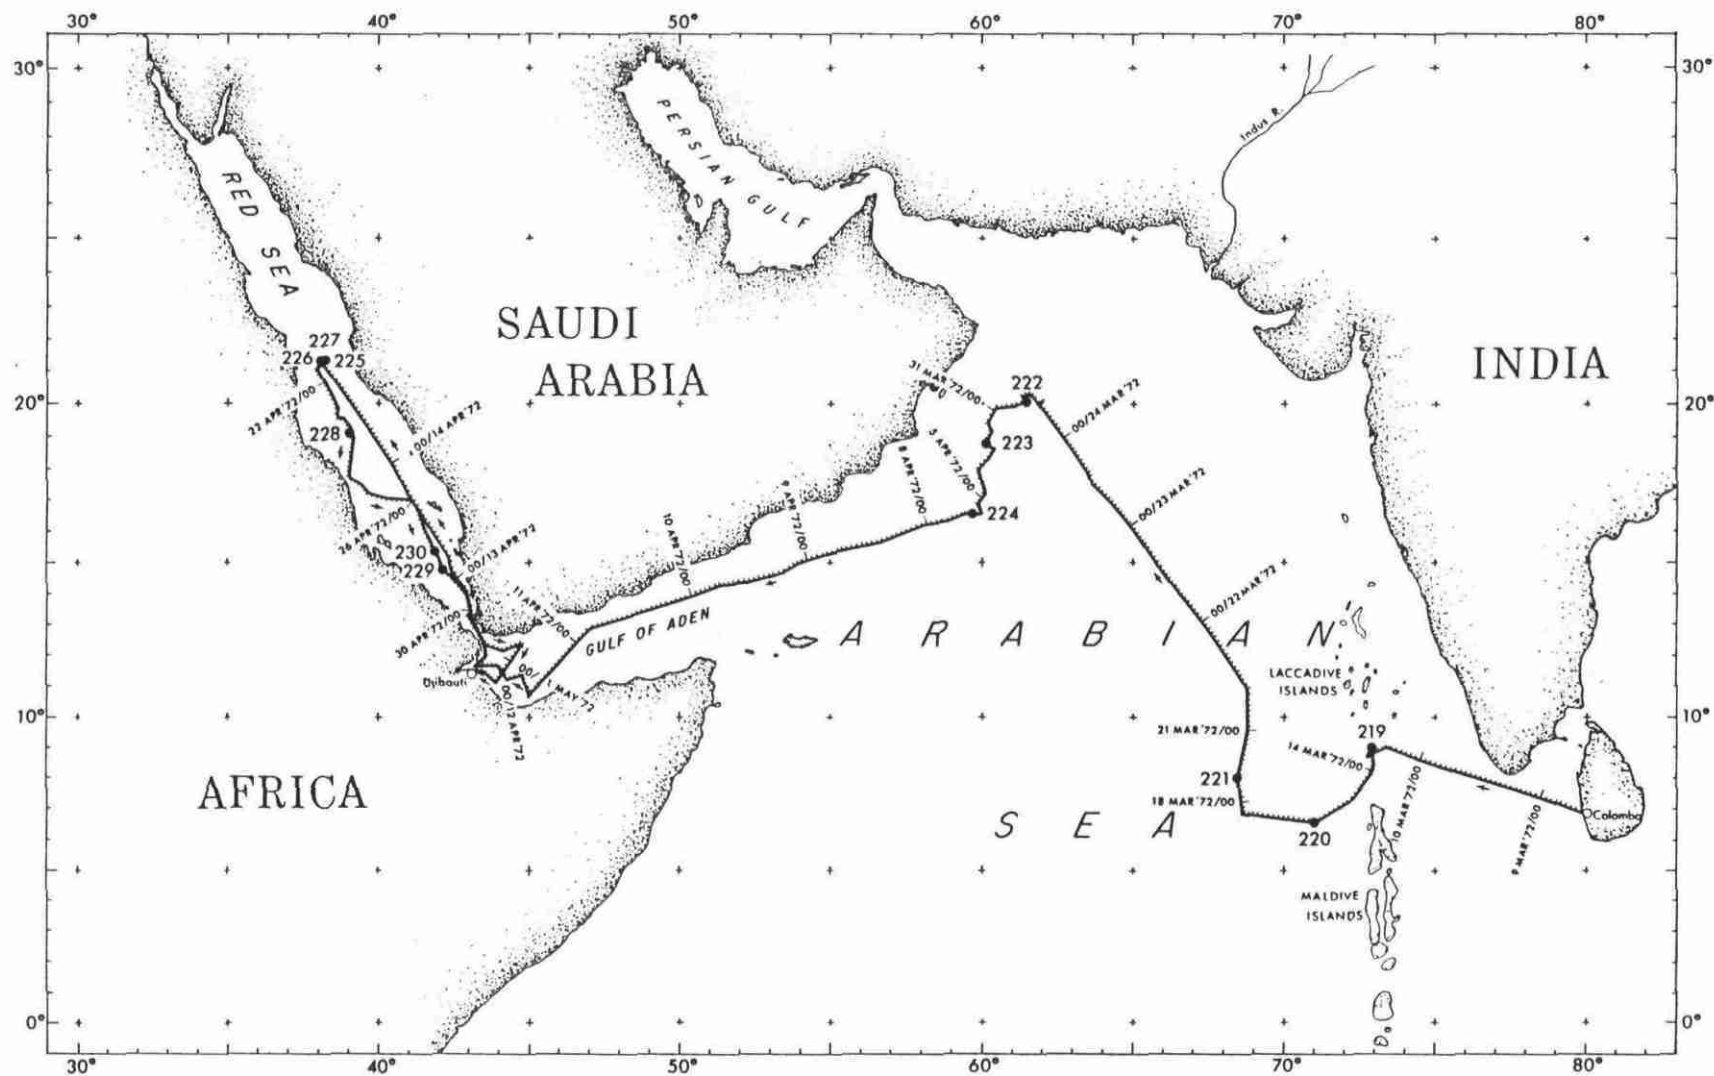 30° 40° 50° 60° 70° 80°
30° 30°
Indus R.
PERSIAN GULF
RED SEA
SAUDI
ARABIA
INDIA
227
226 225
222
31 MAR '72/00
00/24 MAR '72
22 APR '72/00
20° 20°
228
00/14 APR '72
223
5 APR '72/00
8 APR '72/00
9 APR '72/00
10 APR '72/00
224
00/23 MAR '72
26 APR '72/00
230
229
00/13 APR '72
00/22 MAR '72
11 APR '72/00
30 APR '72/00
GULF OF ADEN
ARABIAN
Djibouti
00/1 MAY '72
00/12 APR '72
LACCADIVE
ISLANDS
10° 10°
21 MAR '72/00
219
14 MAR '72/00
221
18 MAR '72/00
AFRICA
SEA
220
10 MAR '72/00
9 MAR '72/00
Colombo
MALDIVE
ISLANDS
0° 0°
30° 40° 50° 60° 70° 80°